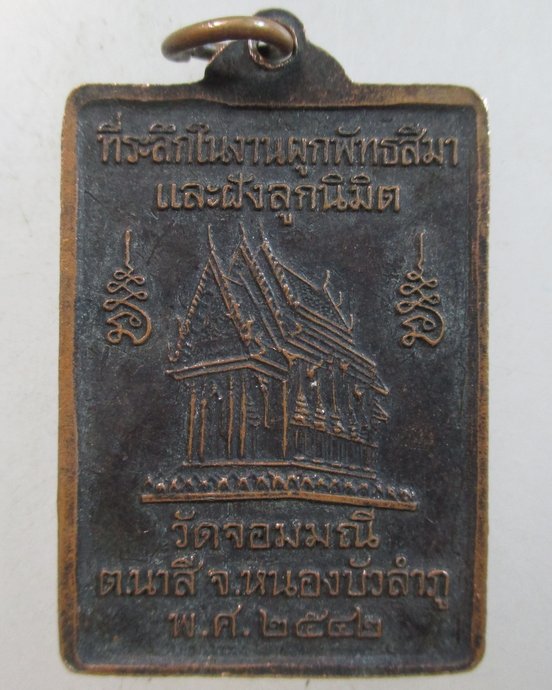 ที่ระลึกในงานผูกพัทธสีมา
และฝังลูกนิมิต
วัดจอมมณี
ต.นาสี จ.หนองบัวลำภู
พ.ศ.๒๕๔๒